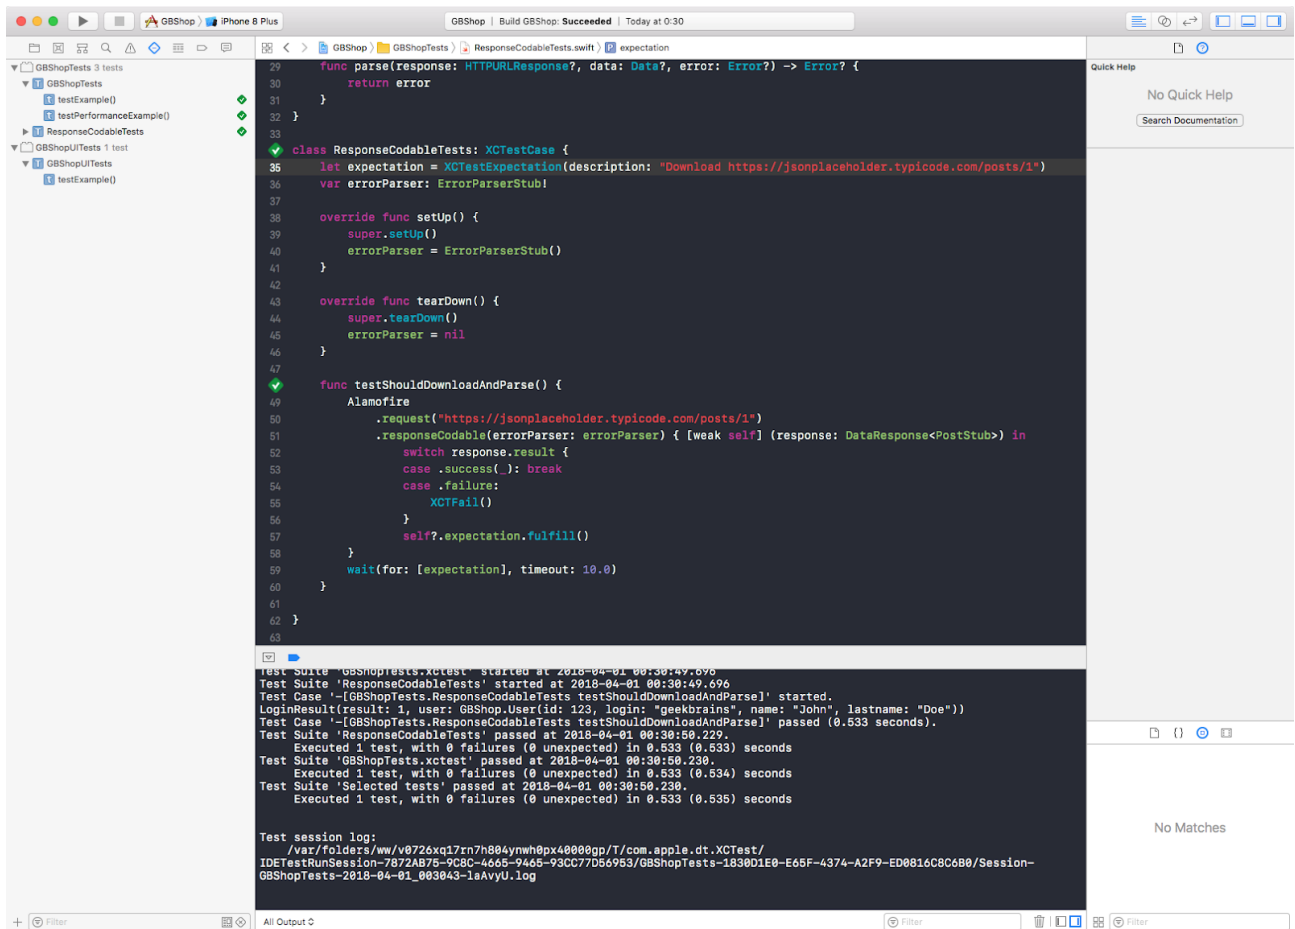 GBShop 〉 iPhone 8 Plus
GBShop | Build GBShop: Succeeded | Today at 0:30
GBShopTests 3 tests
GBShopTests
testExample()
testPerformanceExample()
ResponseCodableTests
GBShopUITests 1 test
GBShopUITests
testExample()
Filter
GBShop 〉 GBShopTests 〉 ResponseCodableTests.swift 〉 P expectation
29 func parse(response: HTTPURLResponse?, data: Data?, error: Error?) -> Error? {
30 return error
31 }
32 }
33
class ResponseCodableTests: XCTestCase {
35 let expectation = XCTestExpectation(description: "Download https://jsonplaceholder.typicode.com/posts/1")
36 var errorParser: ErrorParserStub!
37
38 override func setUp() {
39 super.setUp()
40 errorParser = ErrorParserStub()
41 }
42
43 override func tearDown() {
44 super.tearDown()
45 errorParser = nil
46 }
47
func testShouldDownloadAndParse() {
49 Alamofire
50 .request("https://jsonplaceholder.typicode.com/posts/1")
51 .responseCodable(errorParser: errorParser) { [weak self] (response: DataResponse<PostStub>) in
52 switch response.result {
53 case .success(_): break
54 case .failure:
55 XCTFail()
56 }
57 self?.expectation.fulfill()
58 }
59 wait(for: [expectation], timeout: 10.0)
60 }
61
62 }
63
Test Suite 'GBShopTests.xctest' started at 2018-04-01 00:30:49.696
Test Suite 'ResponseCodableTests' started at 2018-04-01 00:30:49.696
Test Case '-[GBShopTests.ResponseCodableTests testShouldDownloadAndParse]' started.
LoginResult(result: 1, user: GBShop.User(id: 123, login: "geekbrains", name: "John", lastname: "Doe"))
Test Case '-[GBShopTests.ResponseCodableTests testShouldDownloadAndParse]' passed (0.533 seconds).
Test Suite 'ResponseCodableTests' passed at 2018-04-01 00:30:50.229.
Executed 1 test, with 0 failures (0 unexpected) in 0.533 (0.533) seconds
Test Suite 'GBShopTests.xctest' passed at 2018-04-01 00:30:50.230.
Executed 1 test, with 0 failures (0 unexpected) in 0.533 (0.534) seconds
Test Suite 'Selected tests' passed at 2018-04-01 00:30:50.230.
Executed 1 test, with 0 failures (0 unexpected) in 0.533 (0.535) seconds
Test session log:
/var/folders/ww/v0726xq17rn7h804ynwh0px40000gp/T/com.apple.dt.XCTest/
IDETestRunSession-7872AB75-9C8C-4665-9465-93CC77D56953/GBShopTests-1830D1E0-E65F-4374-A2F9-ED0816C8C6B0/Session-
GBShopTests-2018-04-01_003043-laAvyU.log
All Output
Filter
Quick Help
No Quick Help
Search Documentation
No Matches
Filter